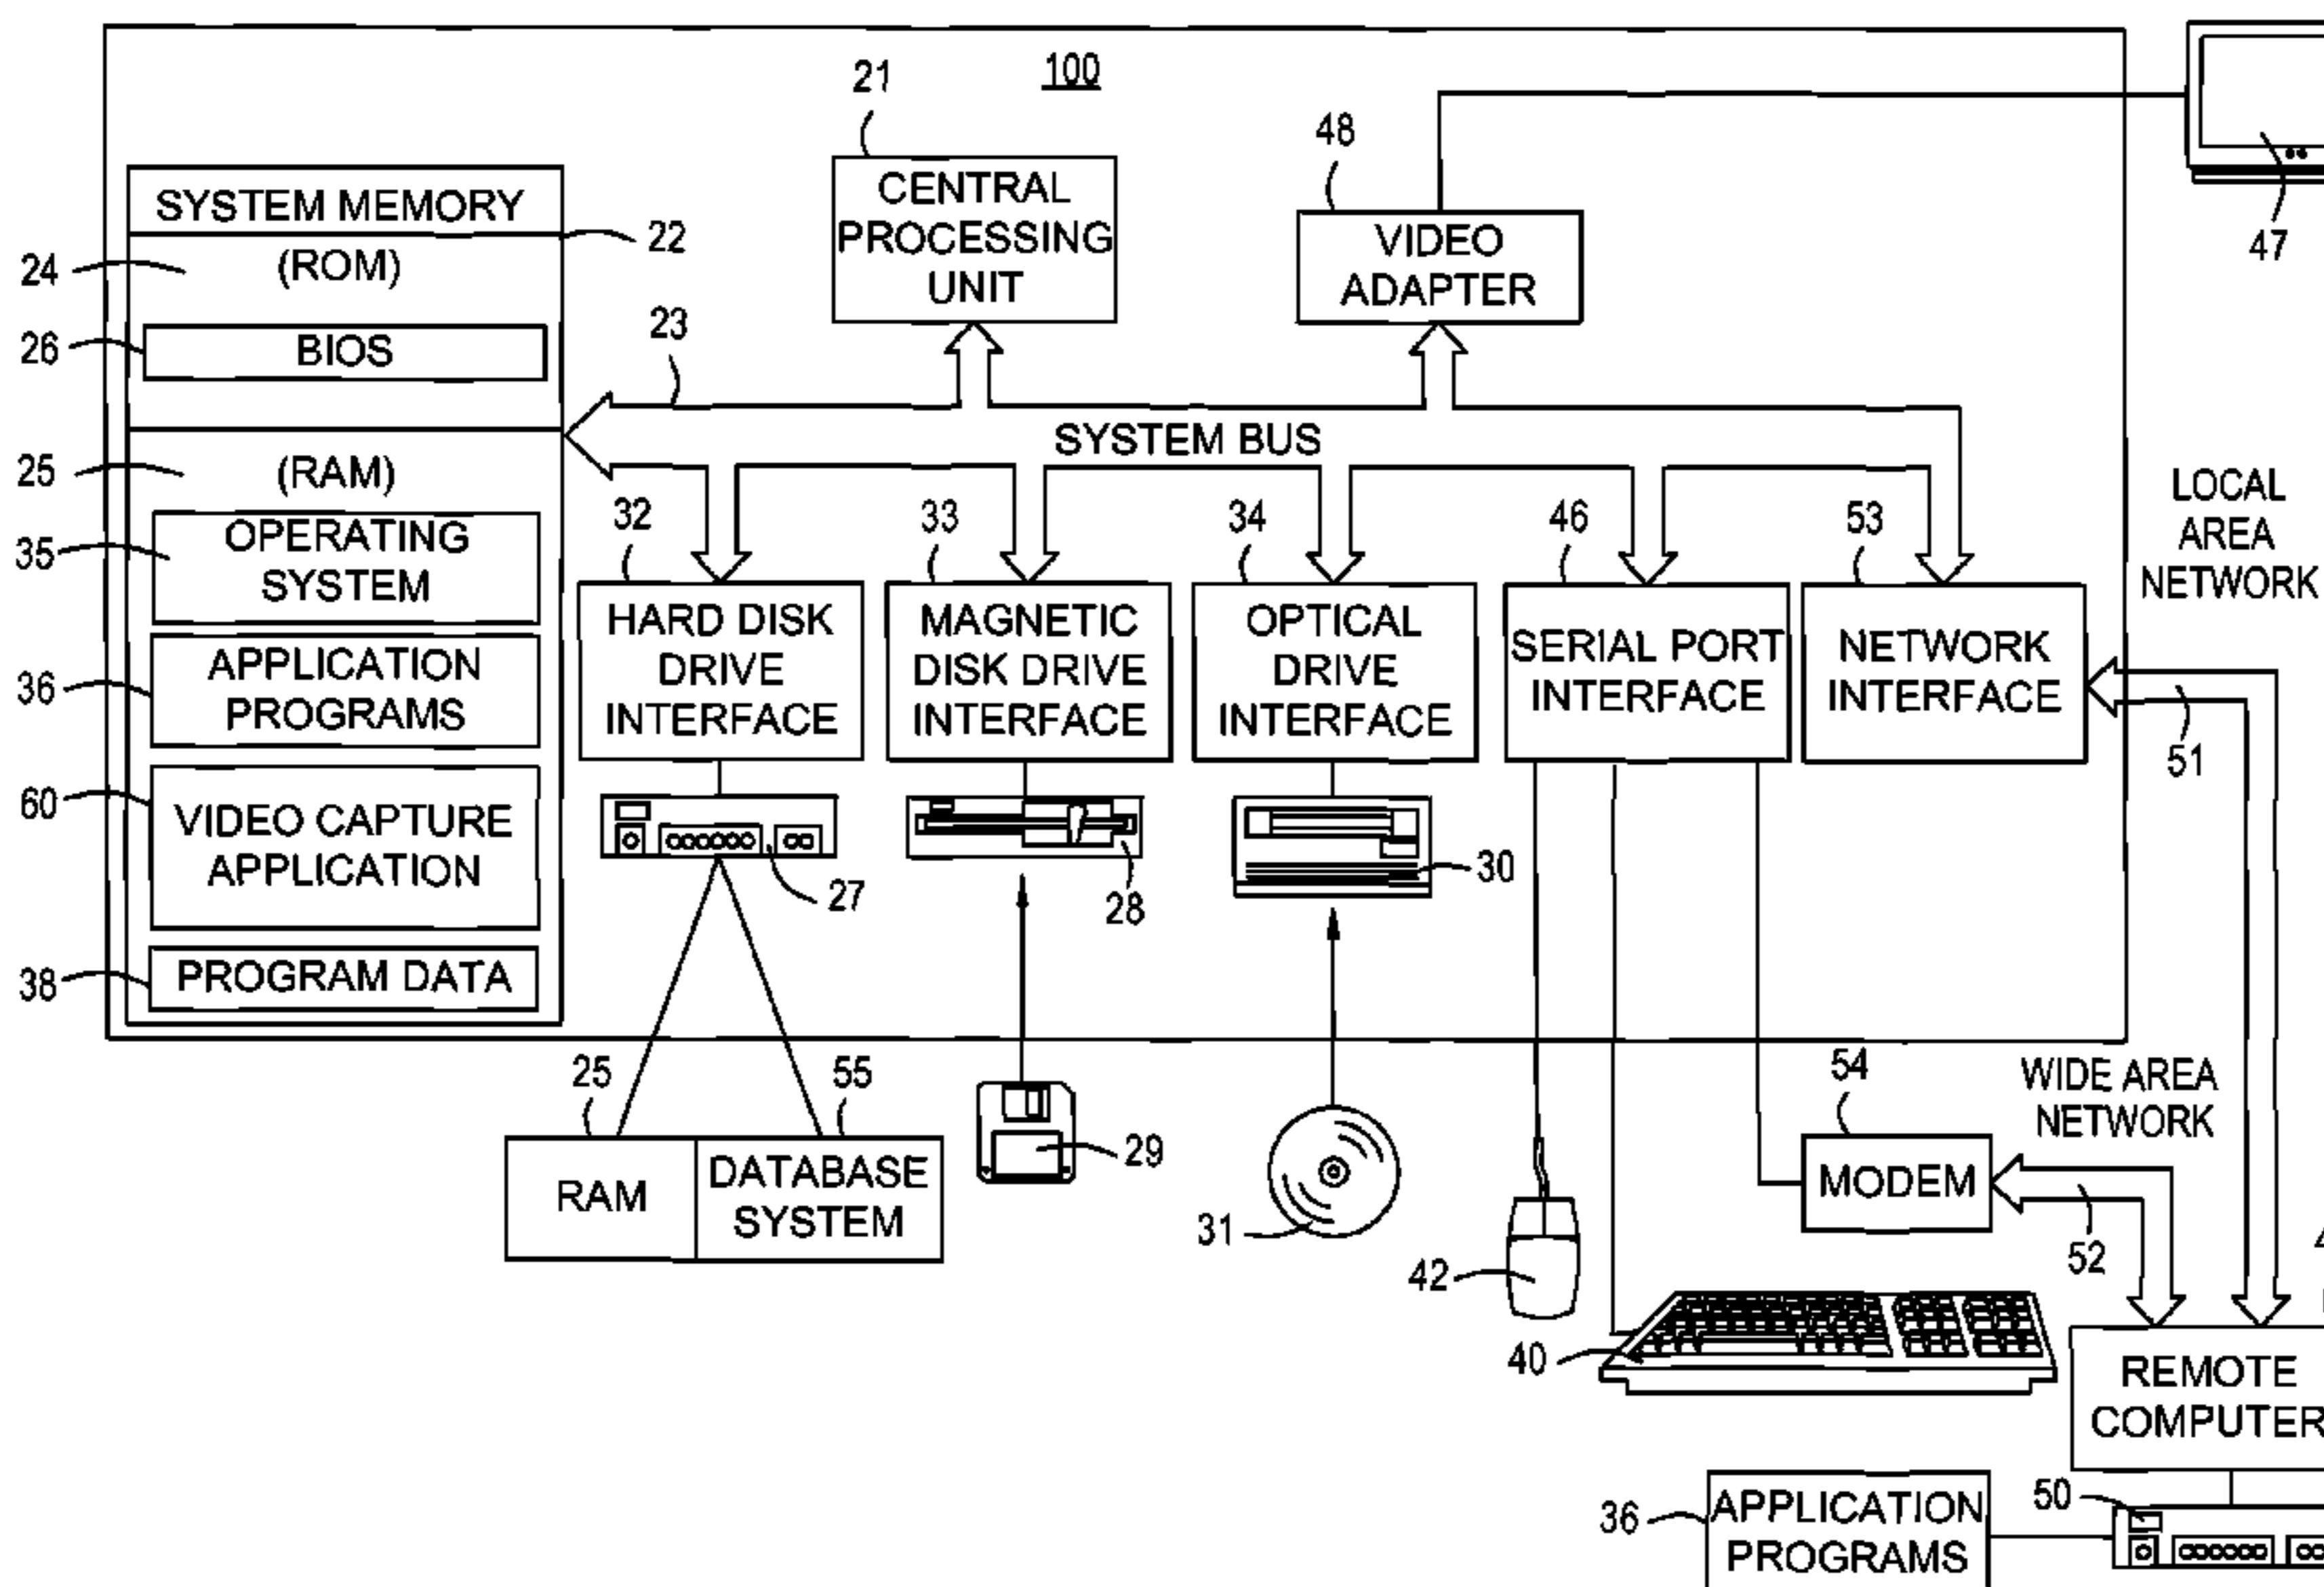 100
21
CENTRAL
PROCESSING
UNIT
48
VIDEO
ADAPTER
47
SYSTEM MEMORY
22
24
(ROM)
26
BIOS
23
SYSTEM BUS
25
(RAM)
35
OPERATING
SYSTEM
36
APPLICATION
PROGRAMS
60
VIDEO CAPTURE
APPLICATION
38
PROGRAM DATA
32
HARD DISK
DRIVE
INTERFACE
33
MAGNETIC
DISK DRIVE
INTERFACE
34
OPTICAL
DRIVE
INTERFACE
46
SERIAL PORT
INTERFACE
53
NETWORK
INTERFACE
LOCAL
AREA
NETWORK
51
27
28
30
25
RAM
55
DATABASE
SYSTEM
29
31
42
40
54
MODEM
WIDE AREA
NETWORK
52
REMOTE
COMPUTER
36
APPLICATION
PROGRAMS
50